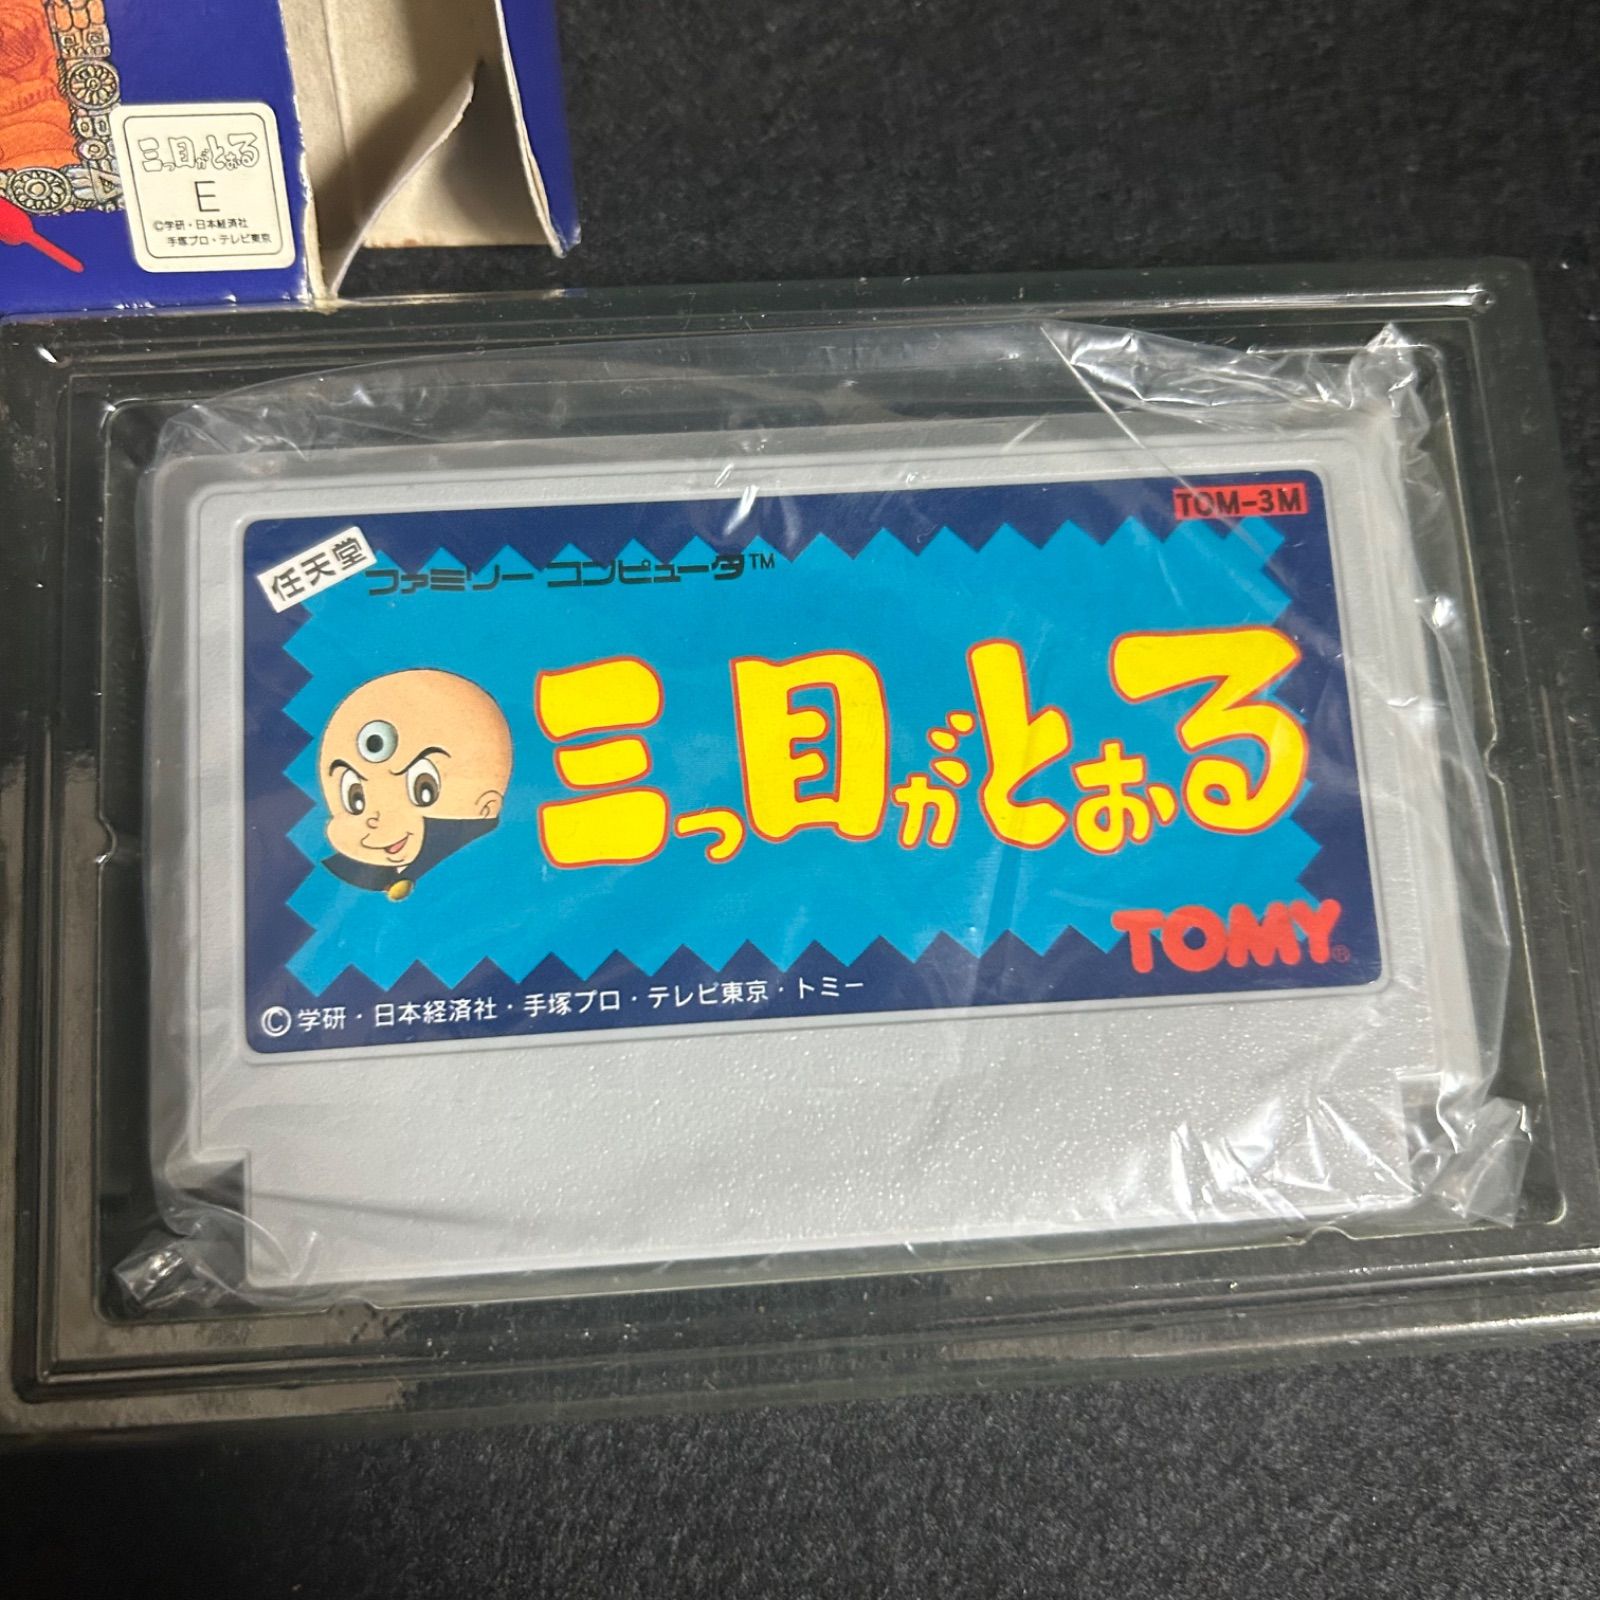 三つ目がとおる
E
©学研・日本経済社
手塚プロ・テレビ東京
TOM-3M
任天堂
ファミリーコンピュータ™
三つ目がとおる
TOMY®
©学研・日本経済社・手塚プロ・テレビ東京・トミー